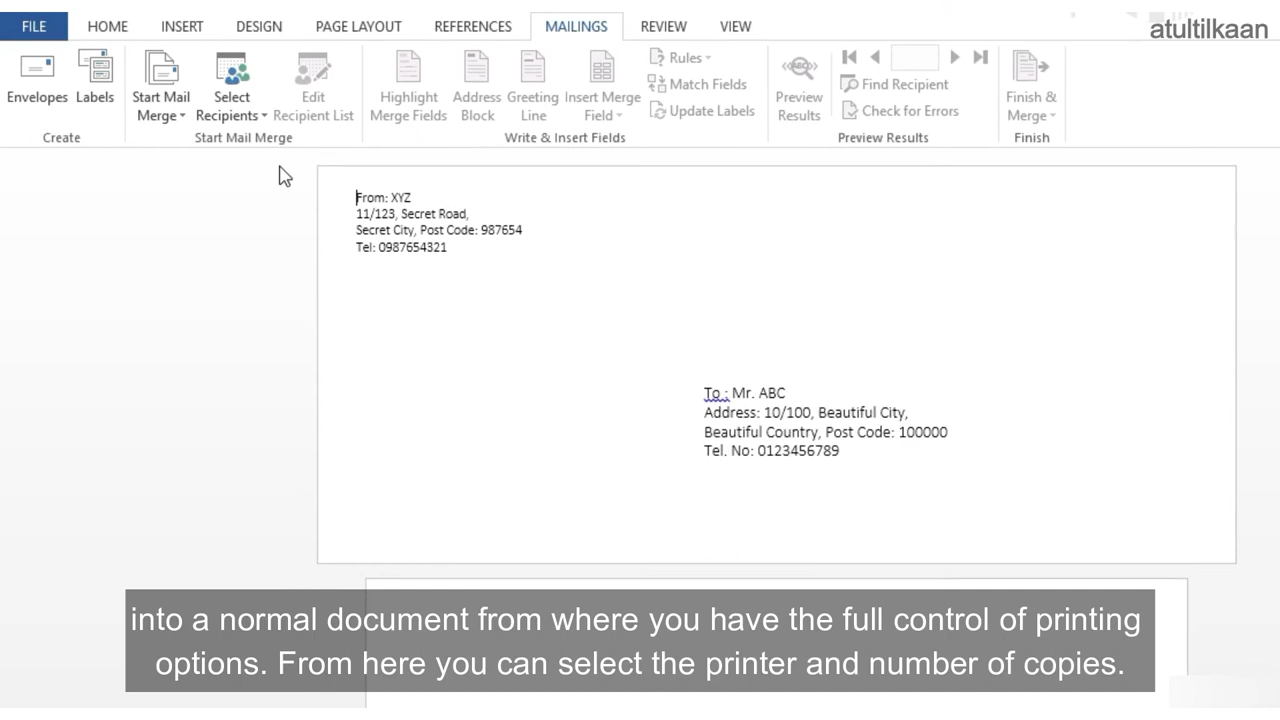 FILE HOME INSERT DESIGN PAGE LAYOUT REFERENCES MAILINGS REVIEW VIEW
atultilkaan
Envelopes
Labels
Start Mail
Merge
Select
Recipients
Edit
Recipient List
Highlight
Merge Fields
Address
Block
Greeting
Line
Insert Merge
Field
Rules
Match Fields
Update Labels
ABC
Preview
Results
Find Recipient
Check for Errors
Finish &
Merge
Create
Start Mail Merge
Write & Insert Fields
Preview Results
Finish
From: XYZ
11/123, Secret Road,
Secret City, Post Code: 987654
Tel: 0987654321
To : Mr. ABC
Address: 10/100, Beautiful City,
Beautiful Country, Post Code: 100000
Tel. No: 0123456789
into a normal document from where you have the full control of printing
options. From here you can select the printer and number of copies.